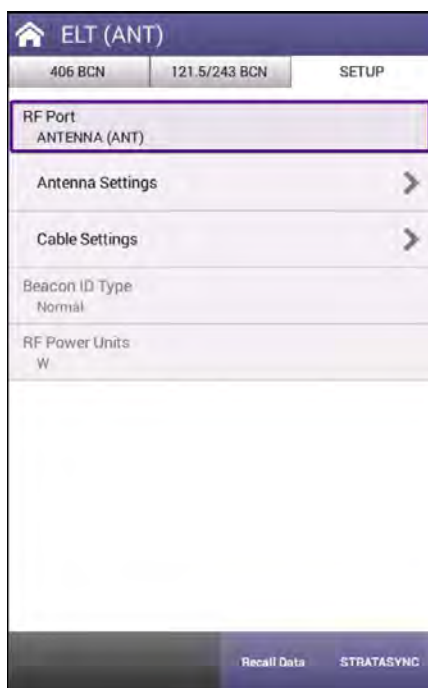 ELT (ANT)
406 BCN 121.5/243 BCN SETUP
RF Port
ANTENNA (ANT)
Antenna Settings
Cable Settings
Beacon ID Type
Normal
RF Power Units
W
Recall Data STRATASYNC